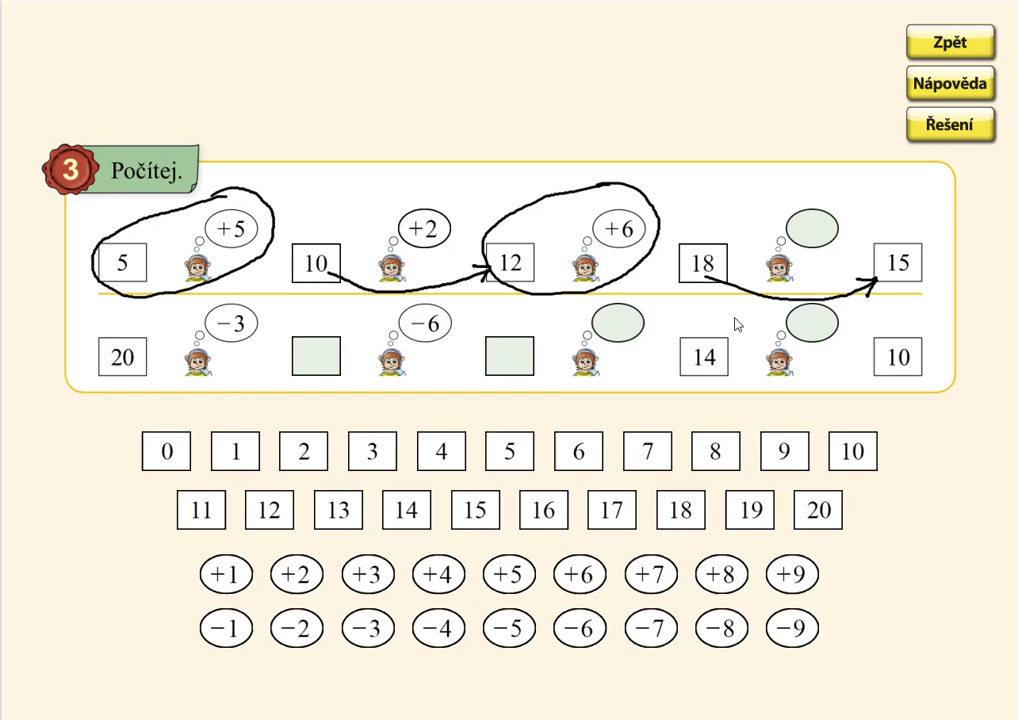 Zpět
Nápověda
Řešení
3 Počítej.
+5 +2 +6
5 10 12 18 15
−3 −6
20 14 10
0 1 2 3 4 5 6 7 8 9 10
11 12 13 14 15 16 17 18 19 20
+1 +2 +3 +4 +5 +6 +7 +8 +9
−1 −2 −3 −4 −5 −6 −7 −8 −9